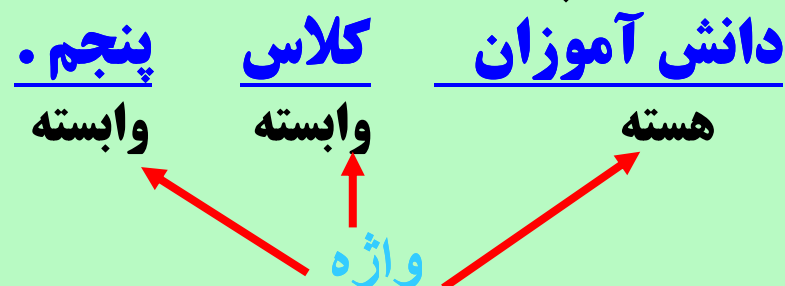 دانش آموزان کلاس پنجم .
هسته وابسته وابسته
واژه